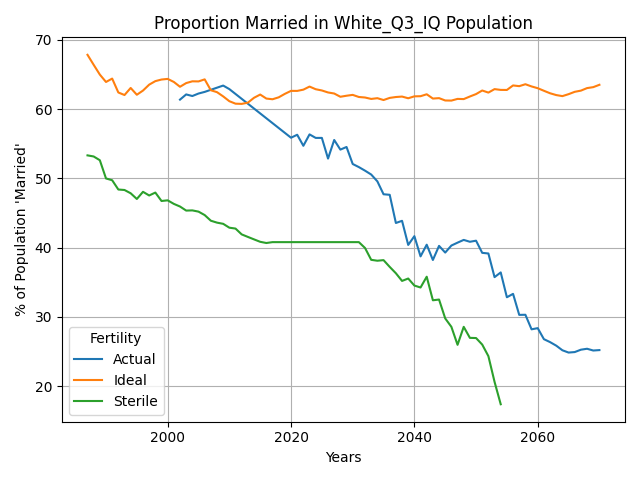 Proportion Married in White_Q3_IQ Population
% of Population 'Married'
70
60
50
40
30
20
Fertility
Actual
Ideal
Sterile
2000
2020
2040
2060
Years